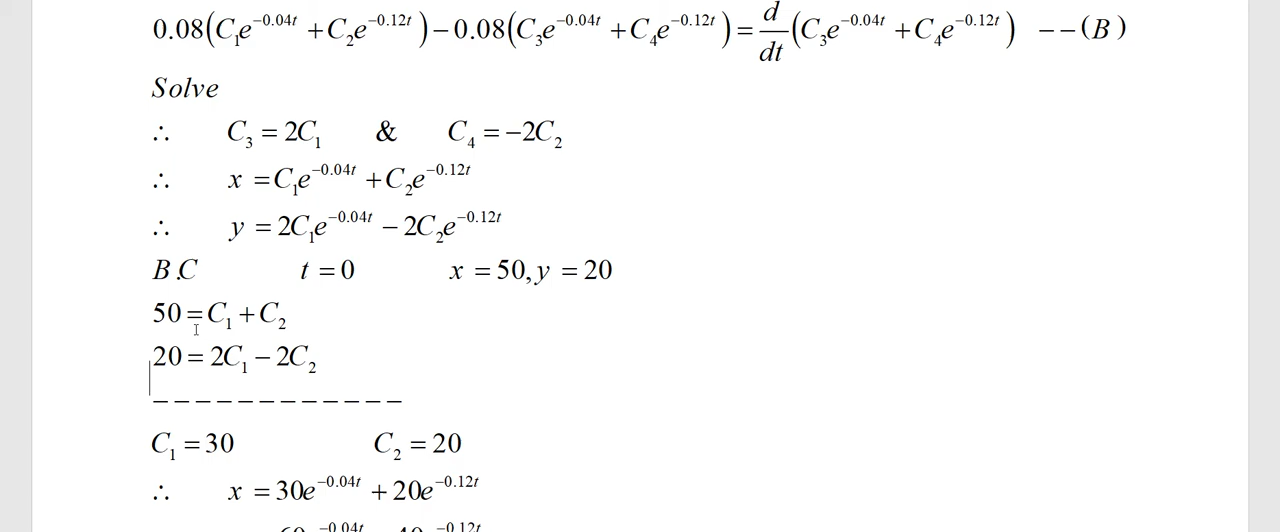 0.08(C₁e^{-0.04t} + C₂e^{-0.12t}) - 0.08(C₃e^{-0.04t} + C₄e^{-0.12t}) = d/dt (C₃e^{-0.04t} + C₄e^{-0.12t}) --(B)
Solve
∴ C₃ = 2C₁ & C₄ = -2C₂
∴ x = C₁e^{-0.04t} + C₂e^{-0.12t}
∴ y = 2C₁e^{-0.04t} - 2C₂e^{-0.12t}
B.C t = 0 x = 50, y = 20
50 = C₁ + C₂
20 = 2C₁ - 2C₂
------------
C₁ = 30 C₂ = 20
∴ x = 30e^{-0.04t} + 20e^{-0.12t}